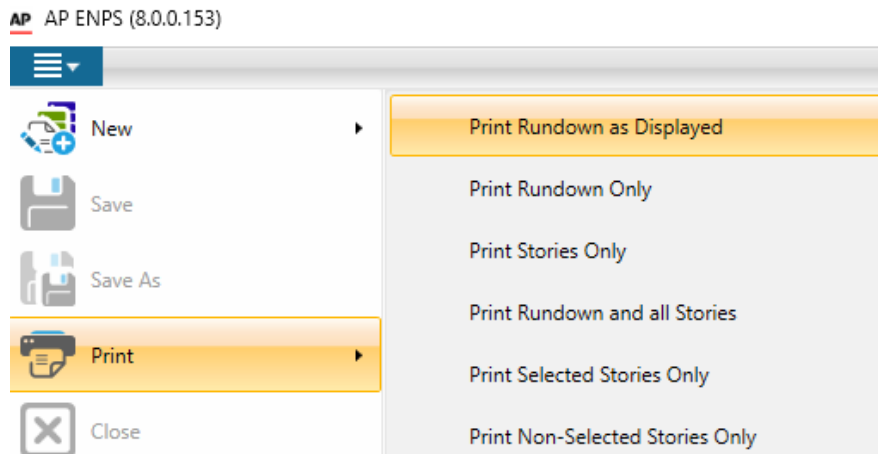 AP AP ENPS (8.0.0.153)
New
Save
Save As
Print
Close
Print Rundown as Displayed
Print Rundown Only
Print Stories Only
Print Rundown and all Stories
Print Selected Stories Only
Print Non-Selected Stories Only